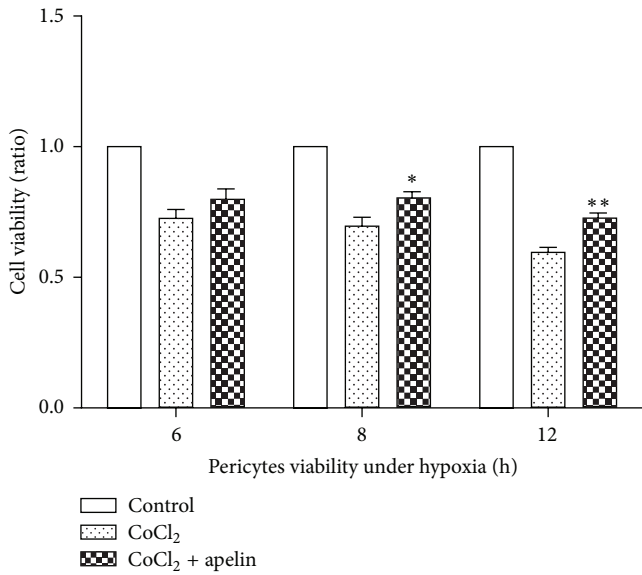 1.5
1.0
0.5
0.0
Cell viability (ratio)
*
**
6 8 12
Pericytes viability under hypoxia (h)
Control
CoCl₂
CoCl₂ + apelin